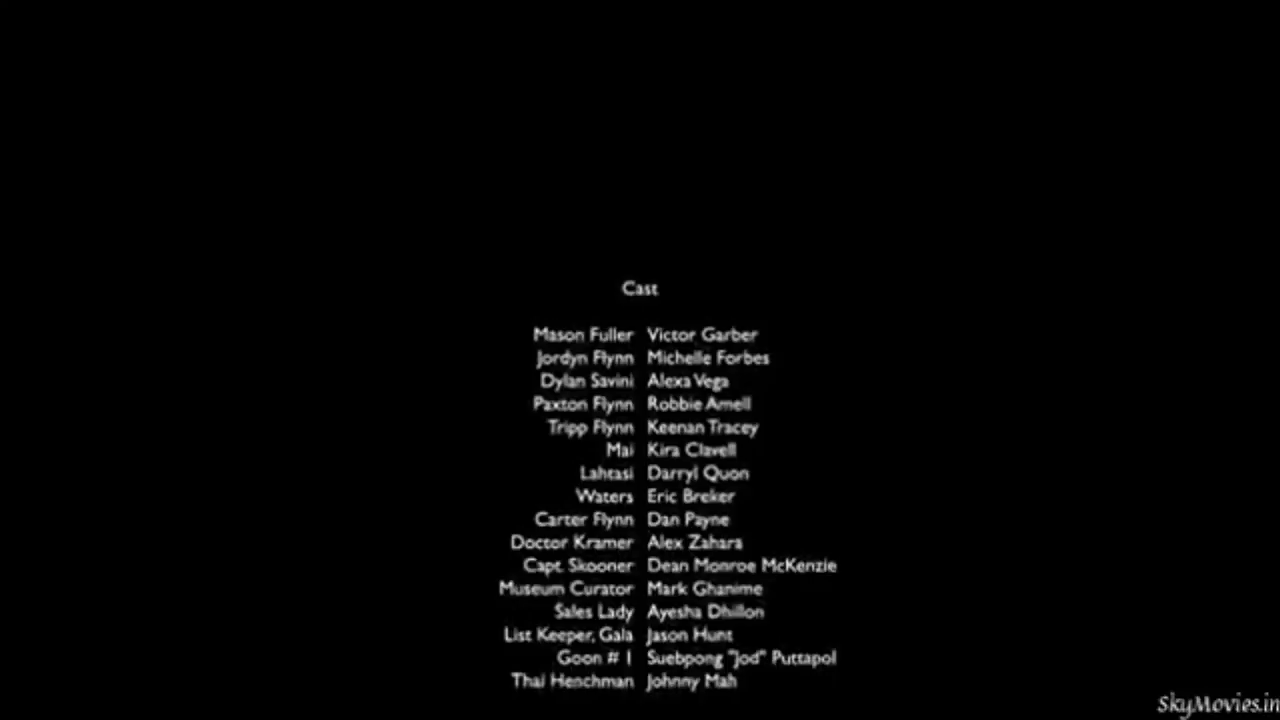 Cast
Mason Fuller Victor Garber
Jordyn Flynn Michelle Forbes
Dylan Savini Alexa Vega
Paxton Flynn Robbie Amell
Tripp Flynn Keenan Tracey
Mai Kira Clavell
Lahtasi Darryl Quon
Waters Eric Breker
Carter Flynn Dan Payne
Doctor Kramer Alex Zahara
Capt. Skooner Dean Monroe McKenzie
Museum Curator Mark Ghanime
Sales Lady Ayesha Dhillon
List Keeper, Gala Jason Hunt
Goon # 1 Suebpong "Jod" Puttapol
Thai Henchman Johnny Mah
SkyMovies.in